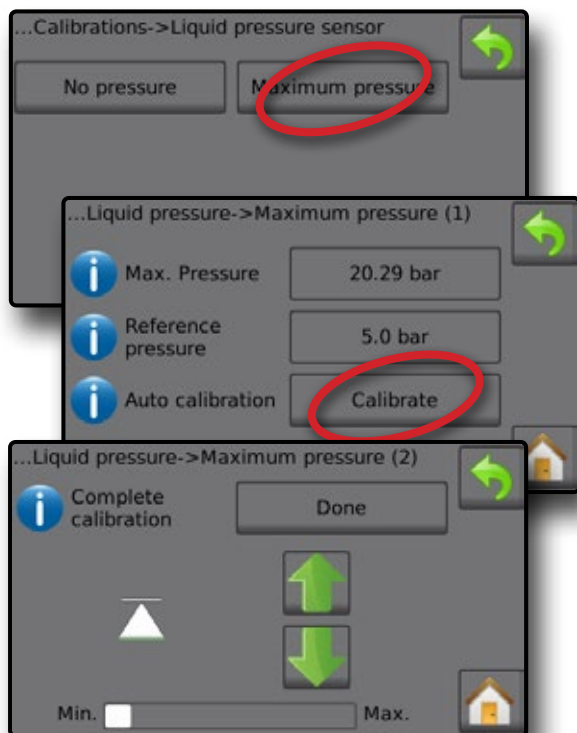 ...Calibrations->Liquid pressure sensor
No pressure Maximum pressure
...Liquid pressure->Maximum pressure (1)
Max. Pressure 20.29 bar
Reference
pressure
5.0 bar
Auto calibration Calibrate
...Liquid pressure->Maximum pressure (2)
Complete
calibration
Done
Min. Max.